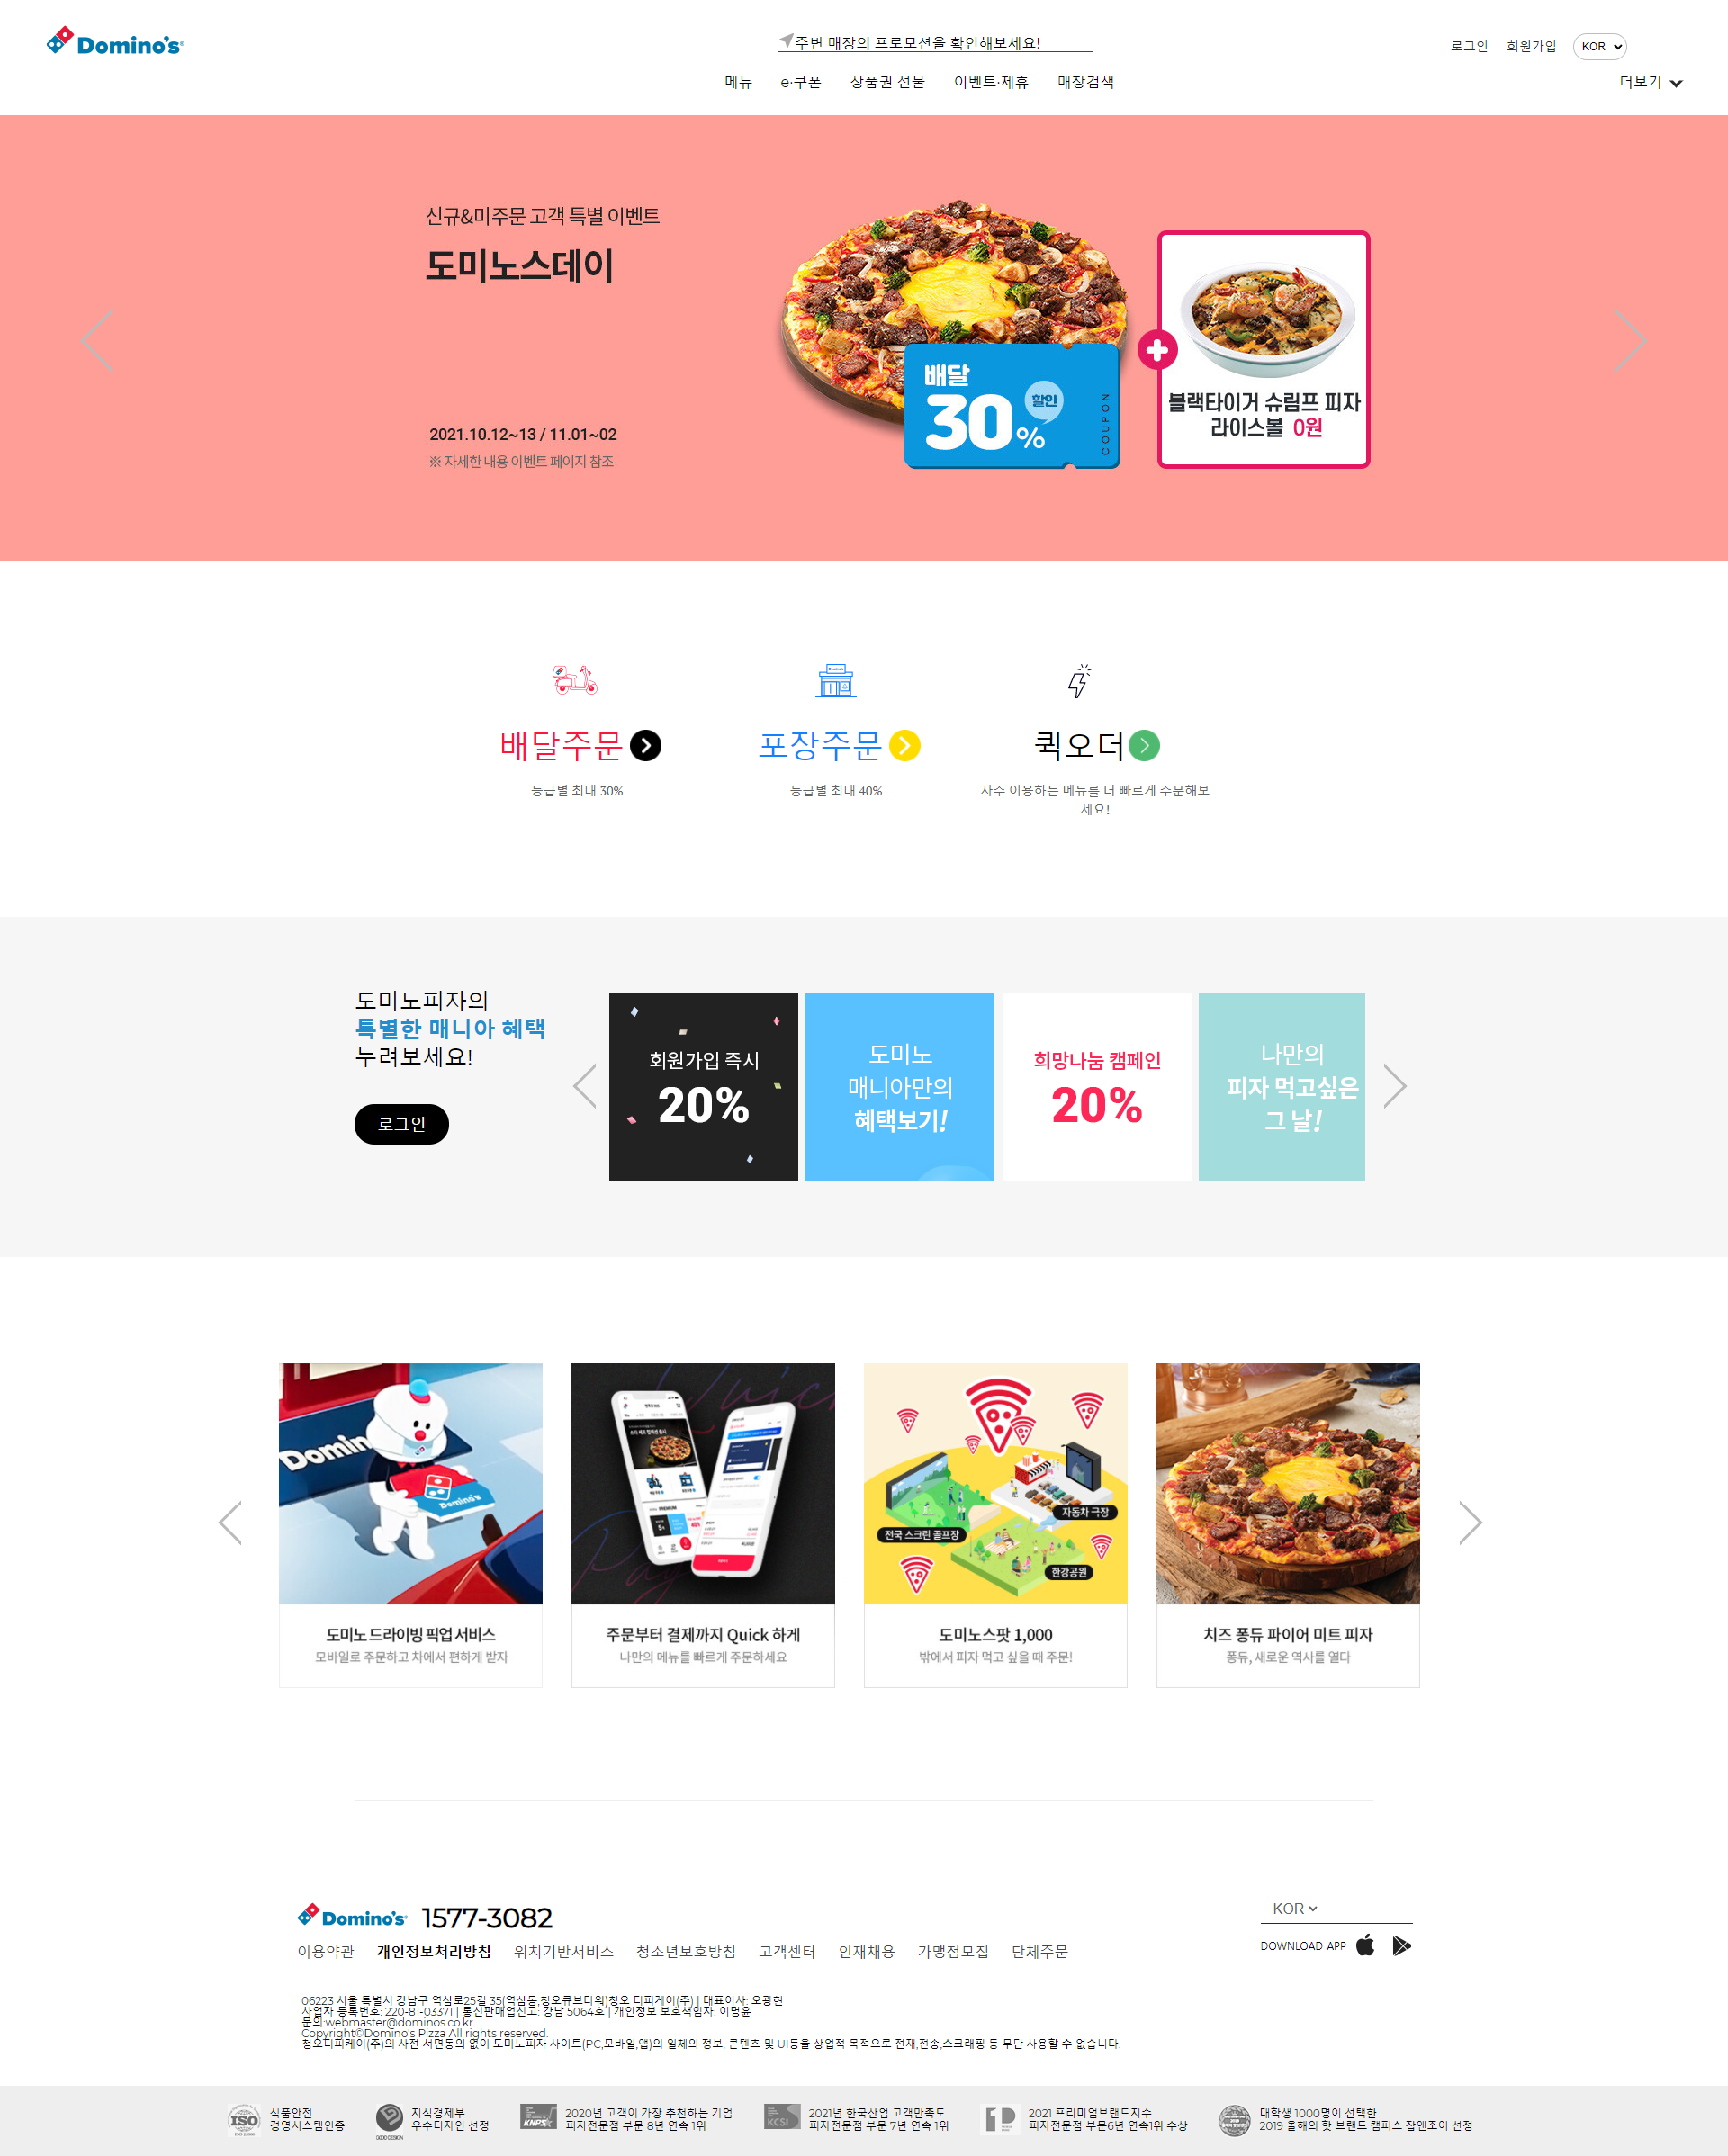 Domino's
주변 매장의 프로모션을 확인해보세요!
로그인 회원가입 KOR
메뉴 e·쿠폰 상품권 선물 이벤트·제휴 매장검색 더보기
신규&미주문 고객 특별 이벤트
도미노스데이
2021.10.12~13 / 11.01~02
※ 자세한 내용 이벤트 페이지 참조
배달
30%
할인
COUPON
블랙타이거 슈림프 피자
라이스볼 0원
배달주문
등급별 최대 30%
포장주문
등급별 최대 40%
퀵오더
자주 이용하는 메뉴를 더 빠르게 주문해보
세요!
도미노피자의
특별한 매니아 혜택
누려보세요!
로그인
회원가입 즉시
20%
도미노
매니아만의
혜택보기!
희망나눔 캠페인
20%
나만의
피자 먹고싶은
그 날!
Domin
Domino's
도미노 드라이빙 픽업 서비스
모바일로 주문하고 차에서 편하게 받자
주문부터 결제까지 Quick 하게
나만의 메뉴를 빠르게 주문하세요
자동차 극장
전국 스크린 골프장
한강공원
도미노스팟 1,000
밖에서 피자 먹고 싶을 때 주문!
치즈 퐁듀 파이어 미트 피자
퐁듀, 새로운 역사를 열다
Domino's 1577-3082
KOR
이용약관 개인정보처리방침 위치기반서비스 청소년보호방침 고객센터 인재채용 가맹점모집 단체주문
DOWNLOAD APP
06223 서울 특별시 강남구 역삼로25길 35(역삼동,청오큐브타워)청오 디피케이(주) | 대표이사: 오광현
사업자 등록번호: 220-81-03371 | 통신판매업신고: 강남 5064호 | 개인정보 보호책임자: 이명윤
문의:webmaster@dominos.co.kr
Copyright©Domino's Pizza All rights reserved.
청오디피케이(주)의 사전 서면동의 없이 도미노피자 사이트(PC,모바일,앱)의 일체의 정보, 콘텐츠 및 UI등을 상업적 목적으로 전재,전송,스크래핑 등 무단 사용할 수 없습니다.
ISO
식품안전
경영시스템인증
GOOD DESIGN
지식경제부
우수디자인 선정
KNPS
2020년 고객이 가장 추천하는 기업
피자전문점 부문 8년 연속 1위
KCSI
2021년 한국산업 고객만족도
피자전문점 부문 7년 연속 1위
2021 프리미엄브랜드지수
피자전문점 부문6년 연속1위 수상
대학생 1000명이 선택한
2019 올해의 핫 브랜드 캠퍼스 잡앤조이 선정